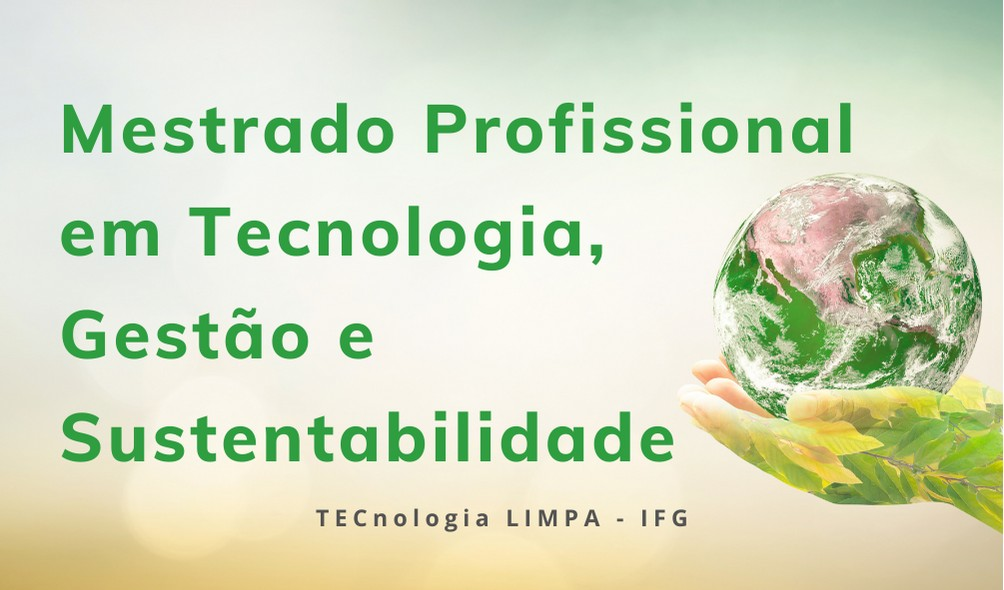 Mestrado Profissional
em Tecnologia,
Gestão e
Sustentabilidade
TECnologia LIMPA - IFG